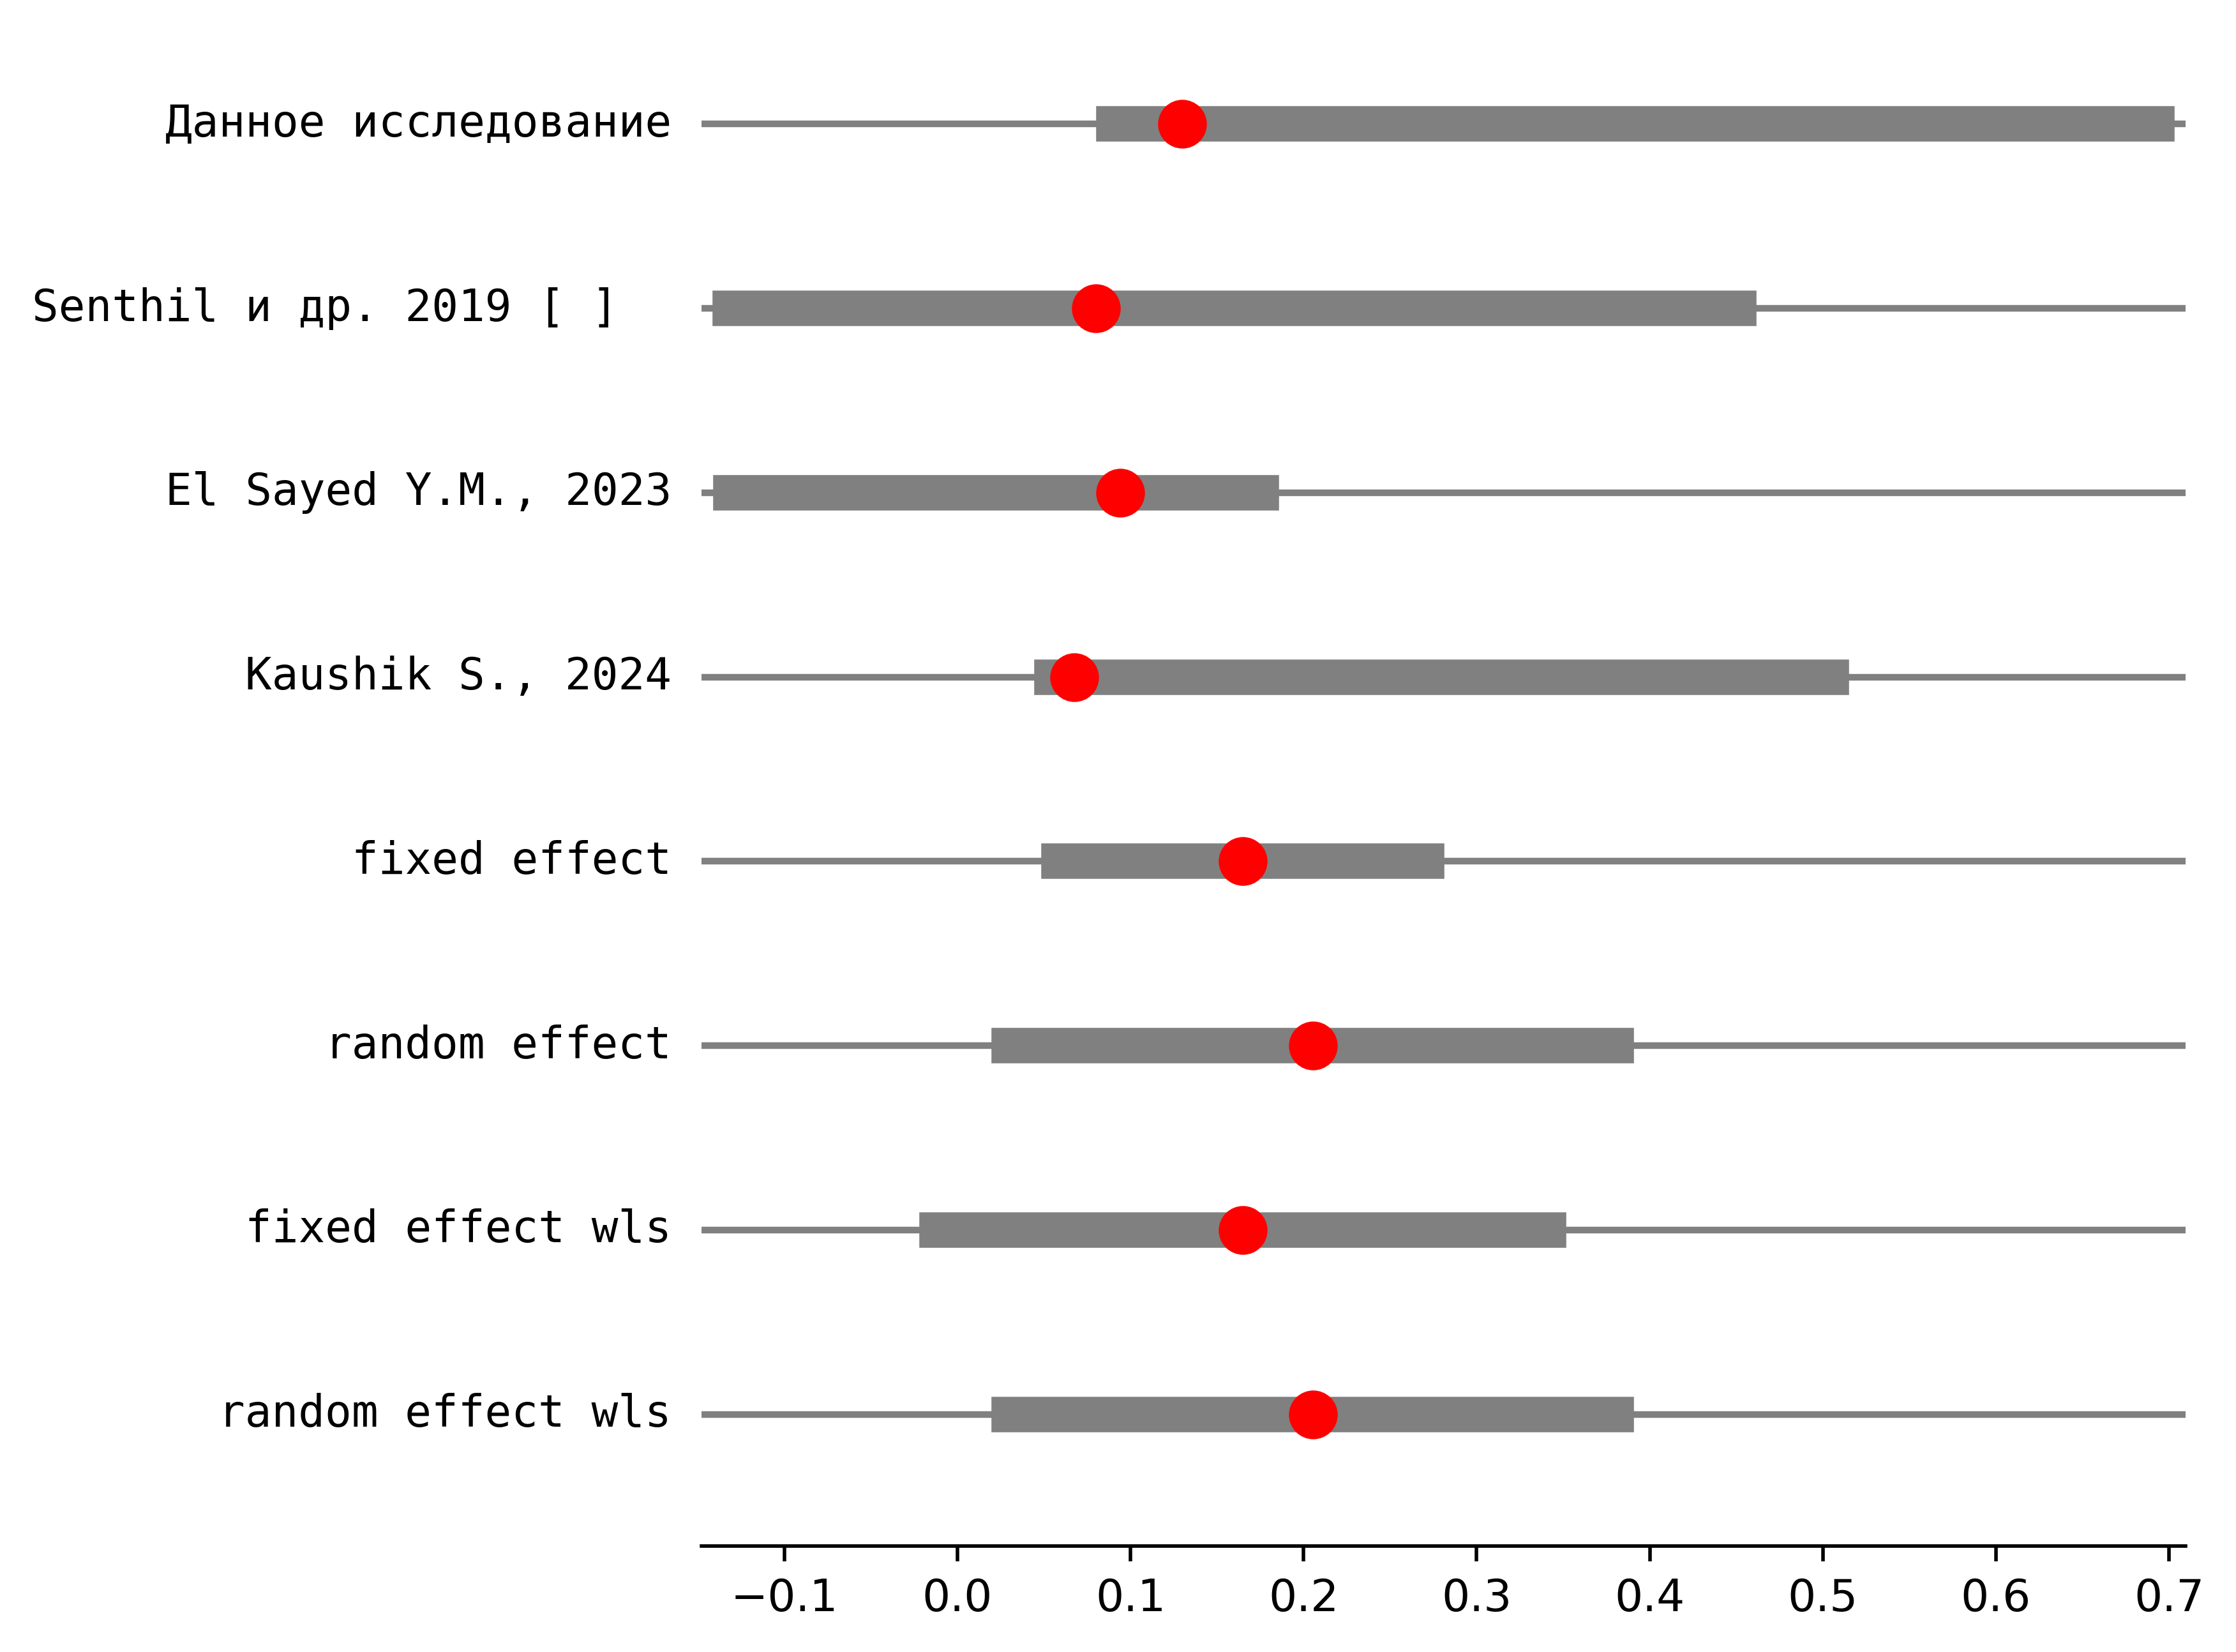 Данное исследование
Senthil и др. 2019 [ ]
El Sayed Y.M., 2023
Kaushik S., 2024
fixed effect
random effect
fixed effect wls
random effect wls
−0.1 0.0 0.1 0.2 0.3 0.4 0.5 0.6 0.7